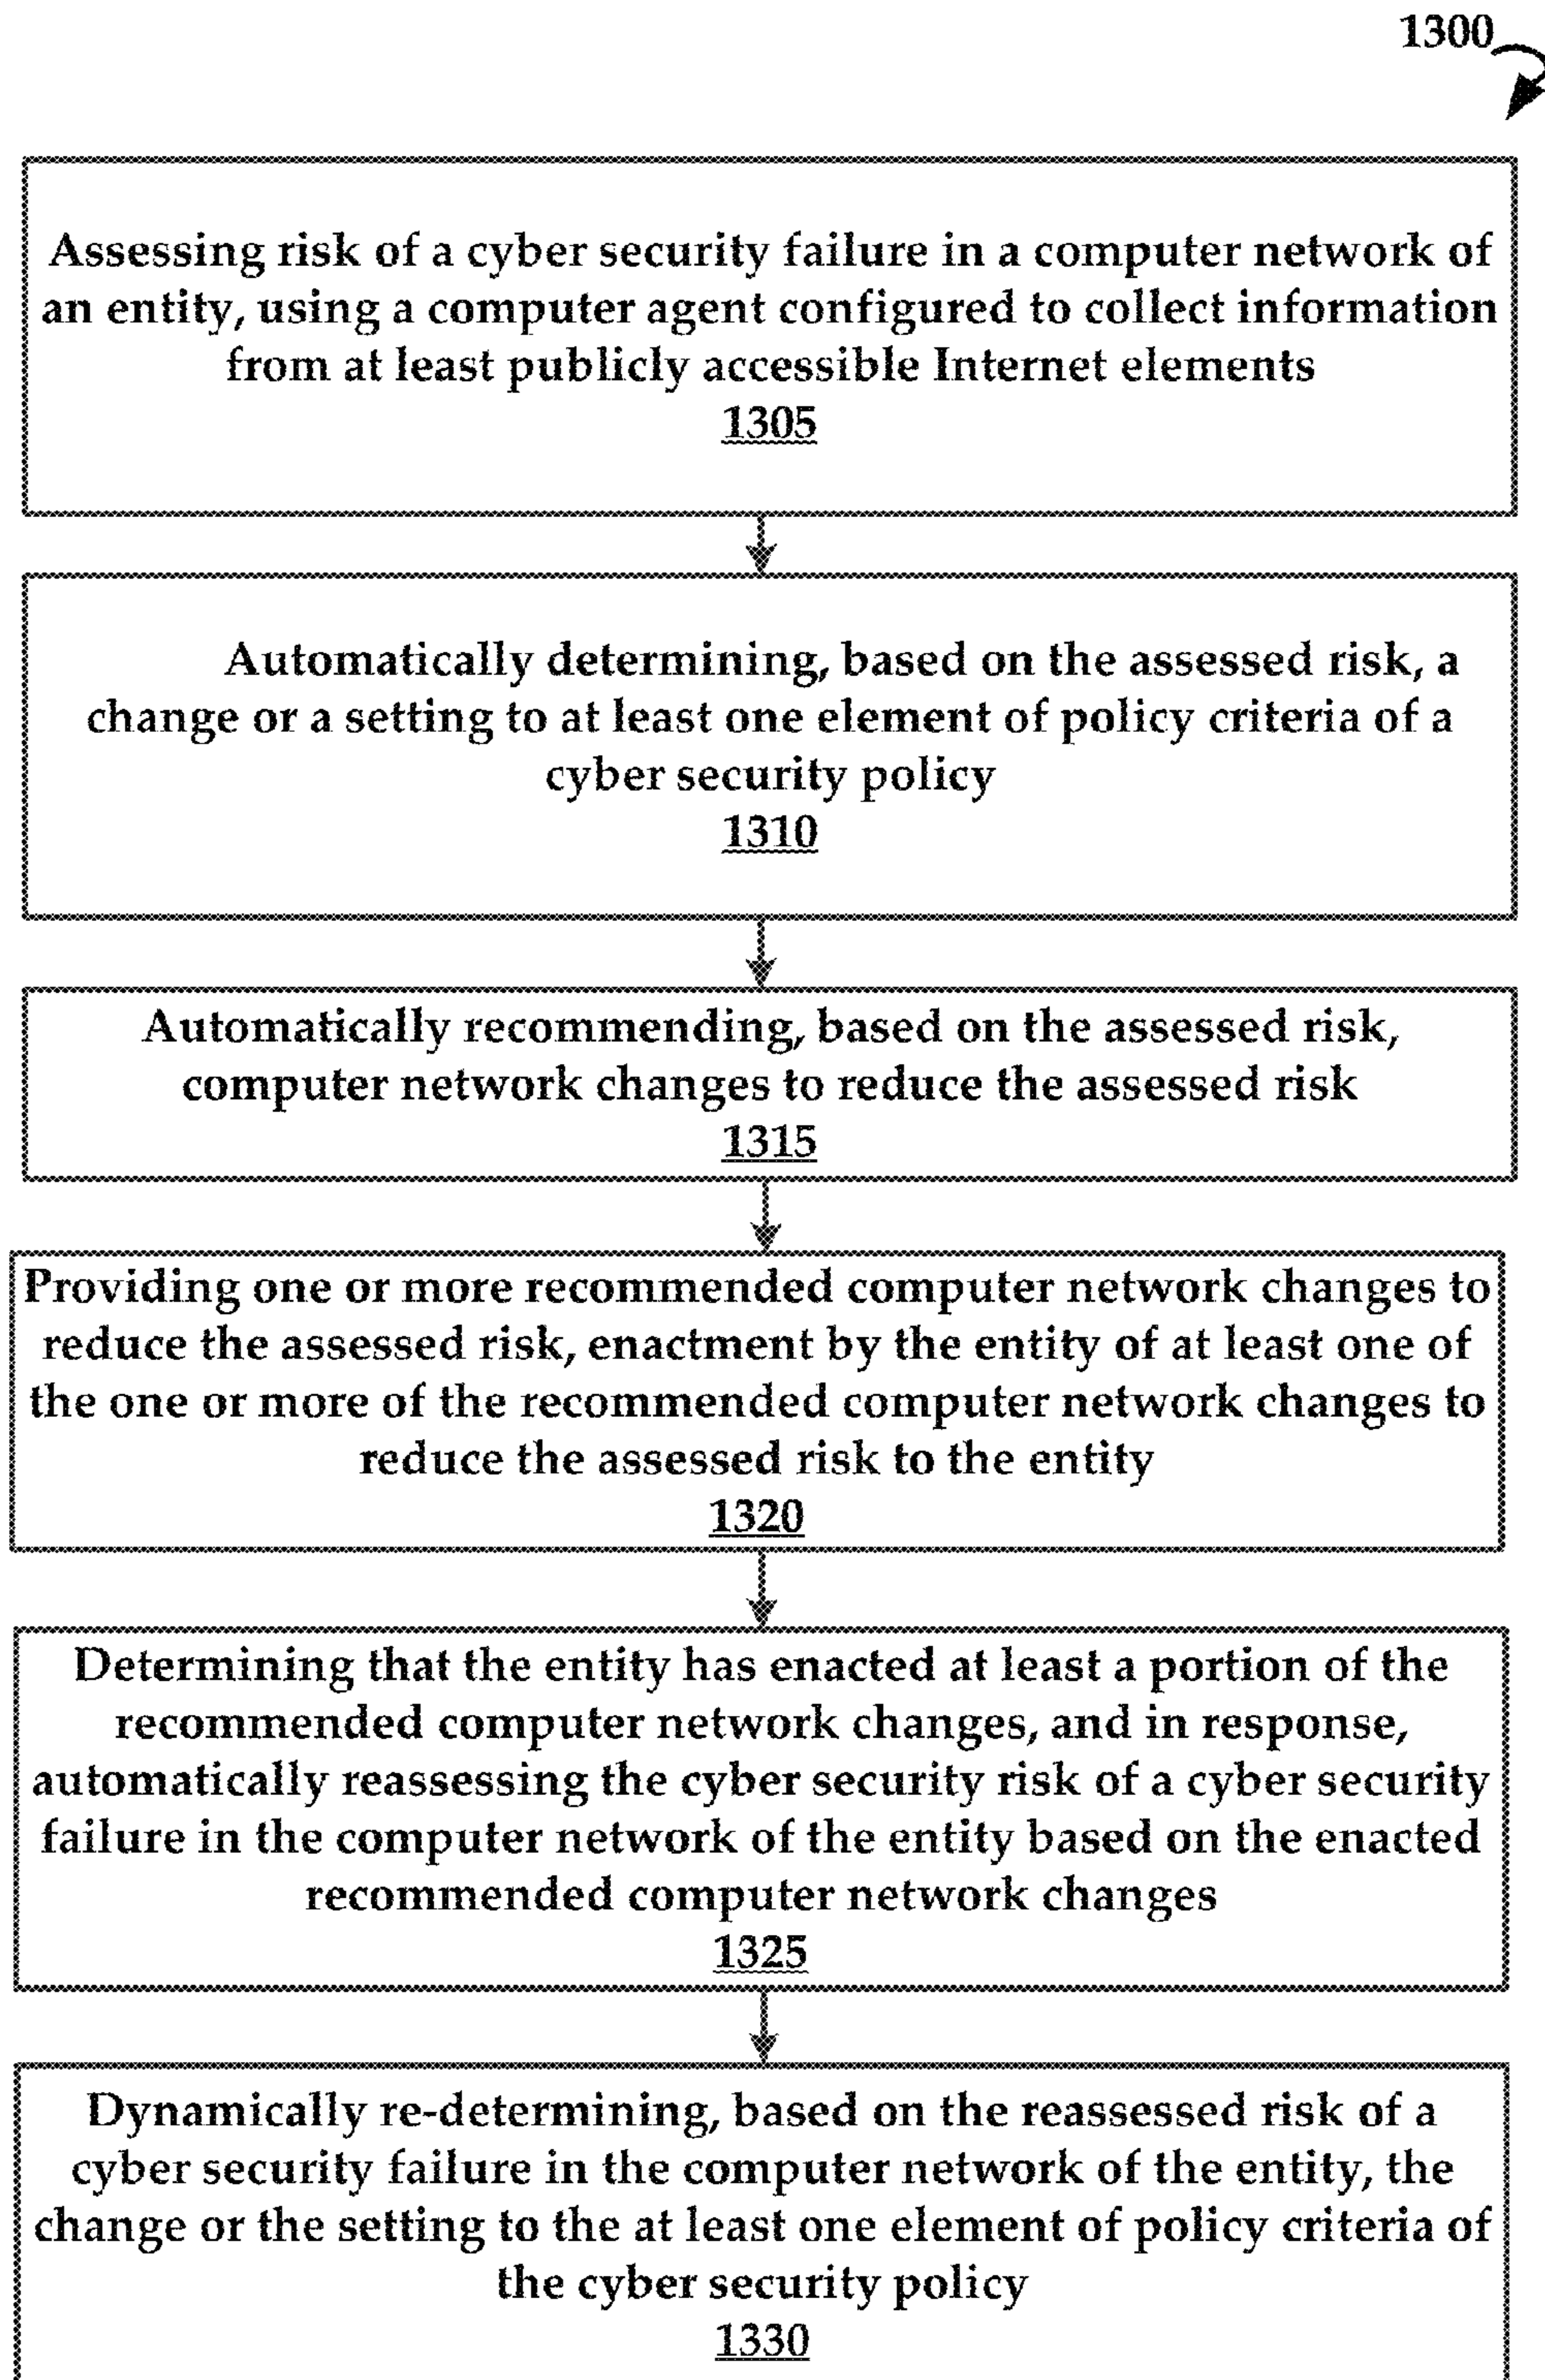 1300
Assessing risk of a cyber security failure in a computer network of
an entity, using a computer agent configured to collect information
from at least publicly accessible Internet elements
1305
Automatically determining, based on the assessed risk, a
change or a setting to at least one element of policy criteria of a
cyber security policy
1310
Automatically recommending, based on the assessed risk,
computer network changes to reduce the assessed risk
1315
Providing one or more recommended computer network changes to
reduce the assessed risk, enactment by the entity of at least one of
the one or more of the recommended computer network changes to
reduce the assessed risk to the entity
1320
Determining that the entity has enacted at least a portion of the
recommended computer network changes, and in response,
automatically reassessing the cyber security risk of a cyber security
failure in the computer network of the entity based on the enacted
recommended computer network changes
1325
Dynamically re-determining, based on the reassessed risk of a
cyber security failure in the computer network of the entity, the
change or the setting to the at least one element of policy criteria of
the cyber security policy
1330